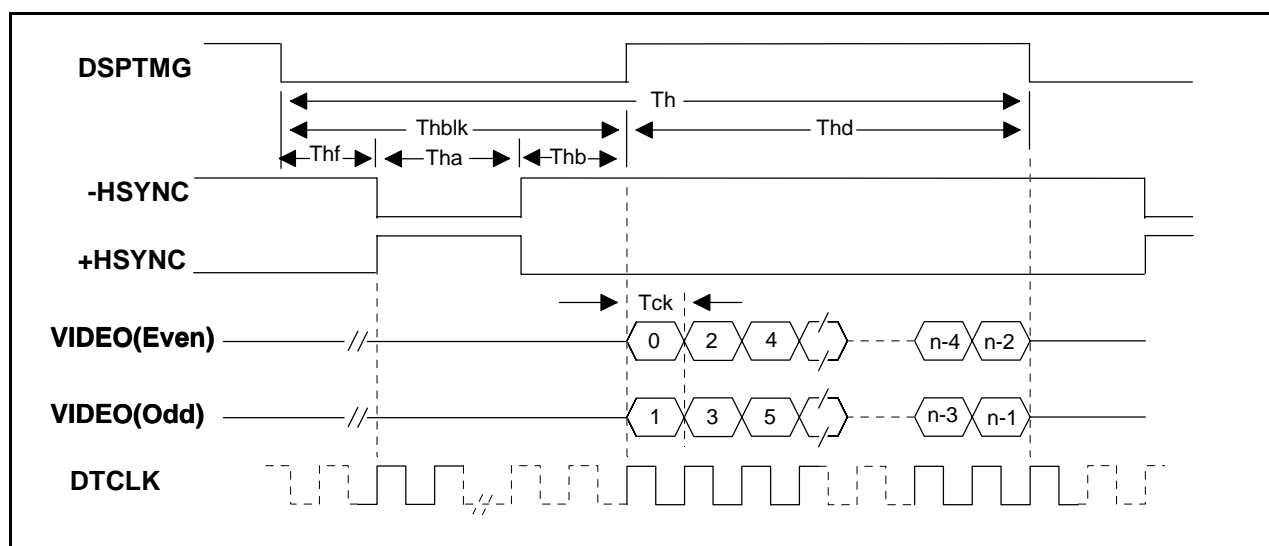 DSPTMG
Th
Thblk Thd
Thf Tha Thb
-HSYNC
+HSYNC
Tck
VIDEO(Even) 0 2 4 n-4 n-2
VIDEO(Odd) 1 3 5 n-3 n-1
DTCLK